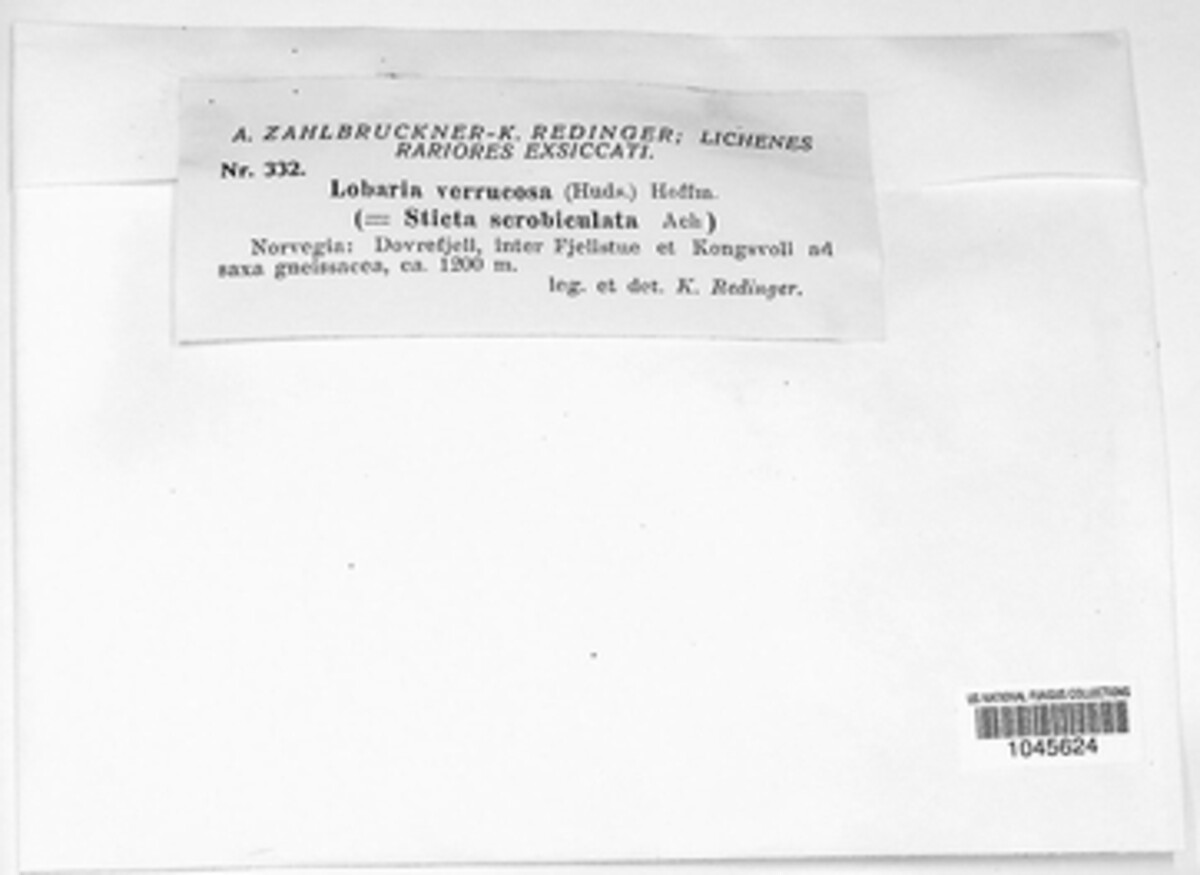 A. ZAHLBRUCKNER-K. REDINGER; LICHENES
RARIORES EXSICCATI.
Nr. 332.
Lobaria verrucosa (Huds.) Hoffm.
(= Sticta scrobiculata Ach)
Norvegia: Dovrefjell, inter Fjellstue et Kongsvoll ad
saxa gneissacea, ca. 1200 m.
leg. et det. K. Redinger.
US NATIONAL FUNGUS COLLECTIONS
1045624